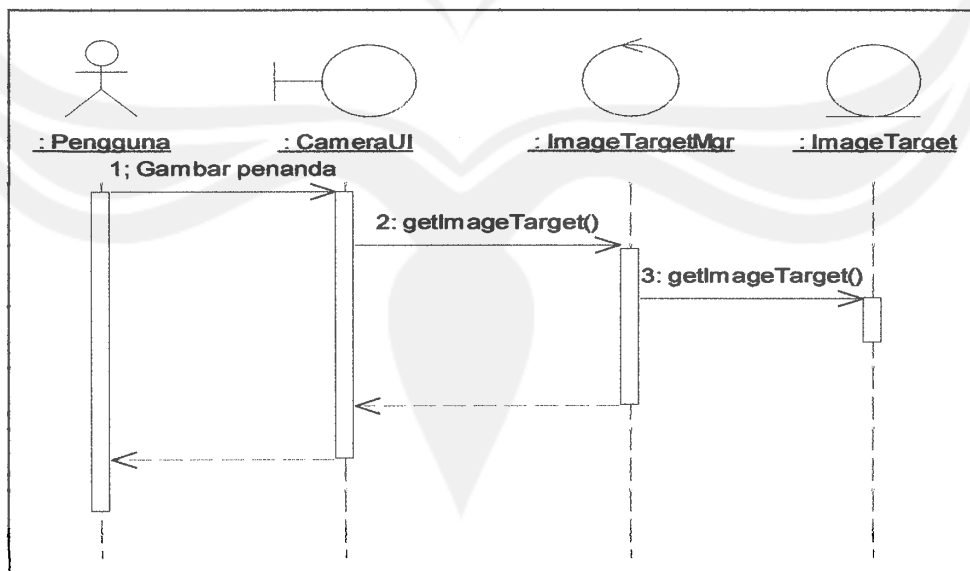 : Pengguna
: CameraUI
: ImageTargetMgr
: ImageTarget
1; Gambar penanda
2: getImageTarget()
3: getImageTarget()